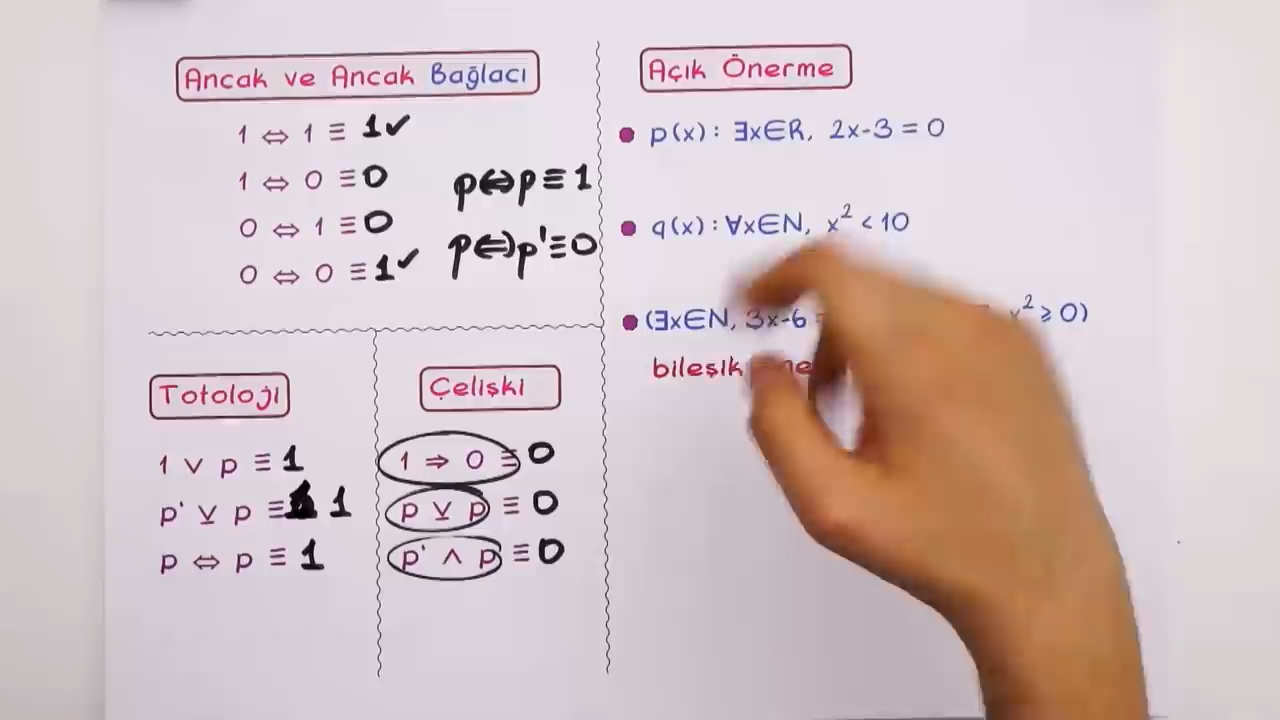 Ancak ve Ancak Bağlacı
1 ⇔ 1 ≡ 1✓
1 ⇔ 0 ≡ 0
0 ⇔ 1 ≡ 0
0 ⇔ 0 ≡ 1✓
p⇔p≡1
p⇔p'≡0
Totoloji
1 ∨ p ≡ 1
p' ⊻ p ≡ 1
p ⇔ p ≡ 1
Çelişki
1 ⇒ 0 ≡ 0
p ⊻ p ≡ 0
p' ∧ p ≡ 0
Açık Önerme
p(x): ∃x∈R, 2x-3 = 0
q(x): ∀x∈N, x² < 10
(∃x∈N, 3x-6 x² ⩾ 0)
bileşik